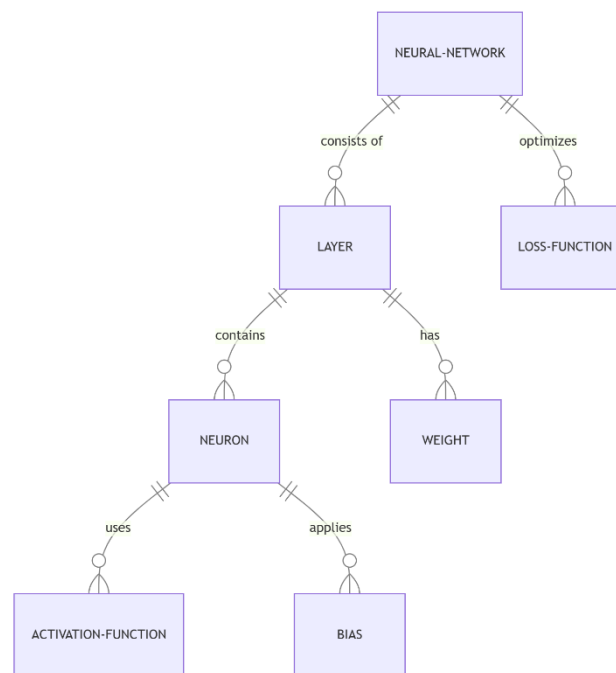 NEURAL-NETWORK
consists of
optimizes
LAYER
LOSS-FUNCTION
contains
has
NEURON
WEIGHT
uses
applies
ACTIVATION-FUNCTION
BIAS